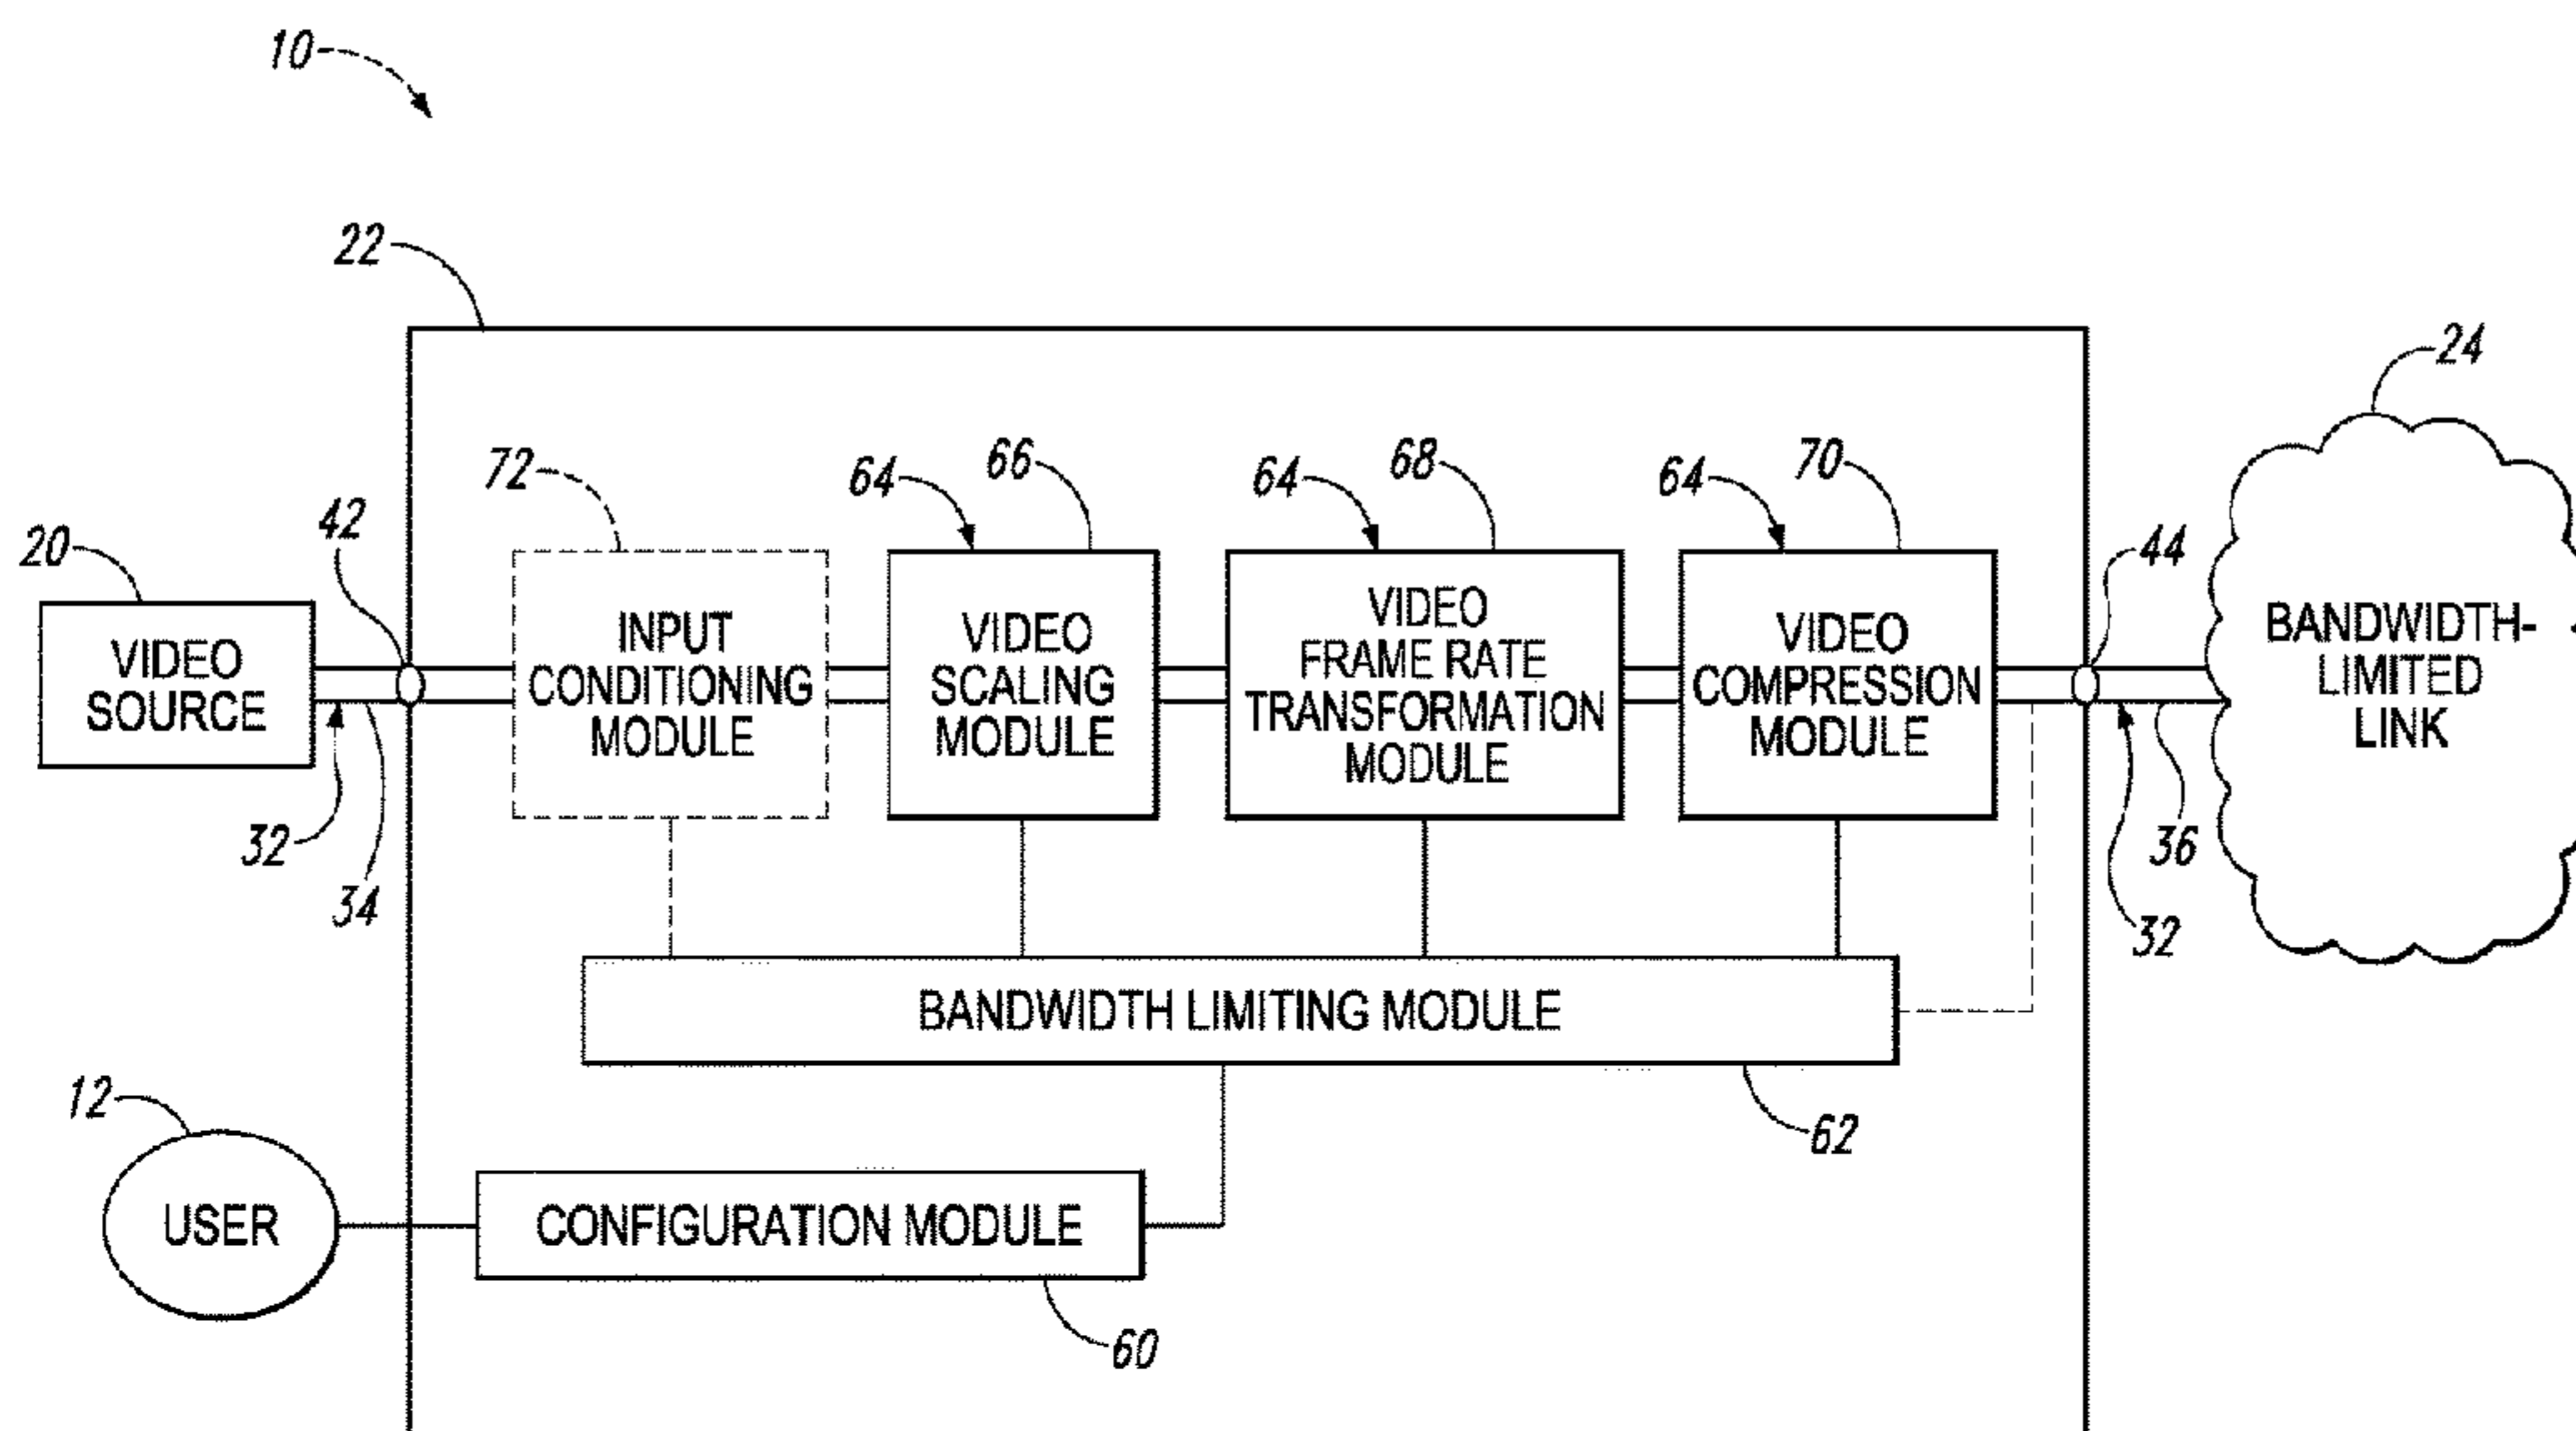 10
22
24
72
64
66
64
68
64
70
42
44
20
VIDEO
SOURCE
INPUT
CONDITIONING
MODULE
VIDEO
SCALING
MODULE
VIDEO
FRAME RATE
TRANSFORMATION
MODULE
VIDEO
COMPRESSION
MODULE
BANDWIDTH-
LIMITED
LINK
32
34
36
32
BANDWIDTH LIMITING MODULE
12
62
USER
CONFIGURATION MODULE
60